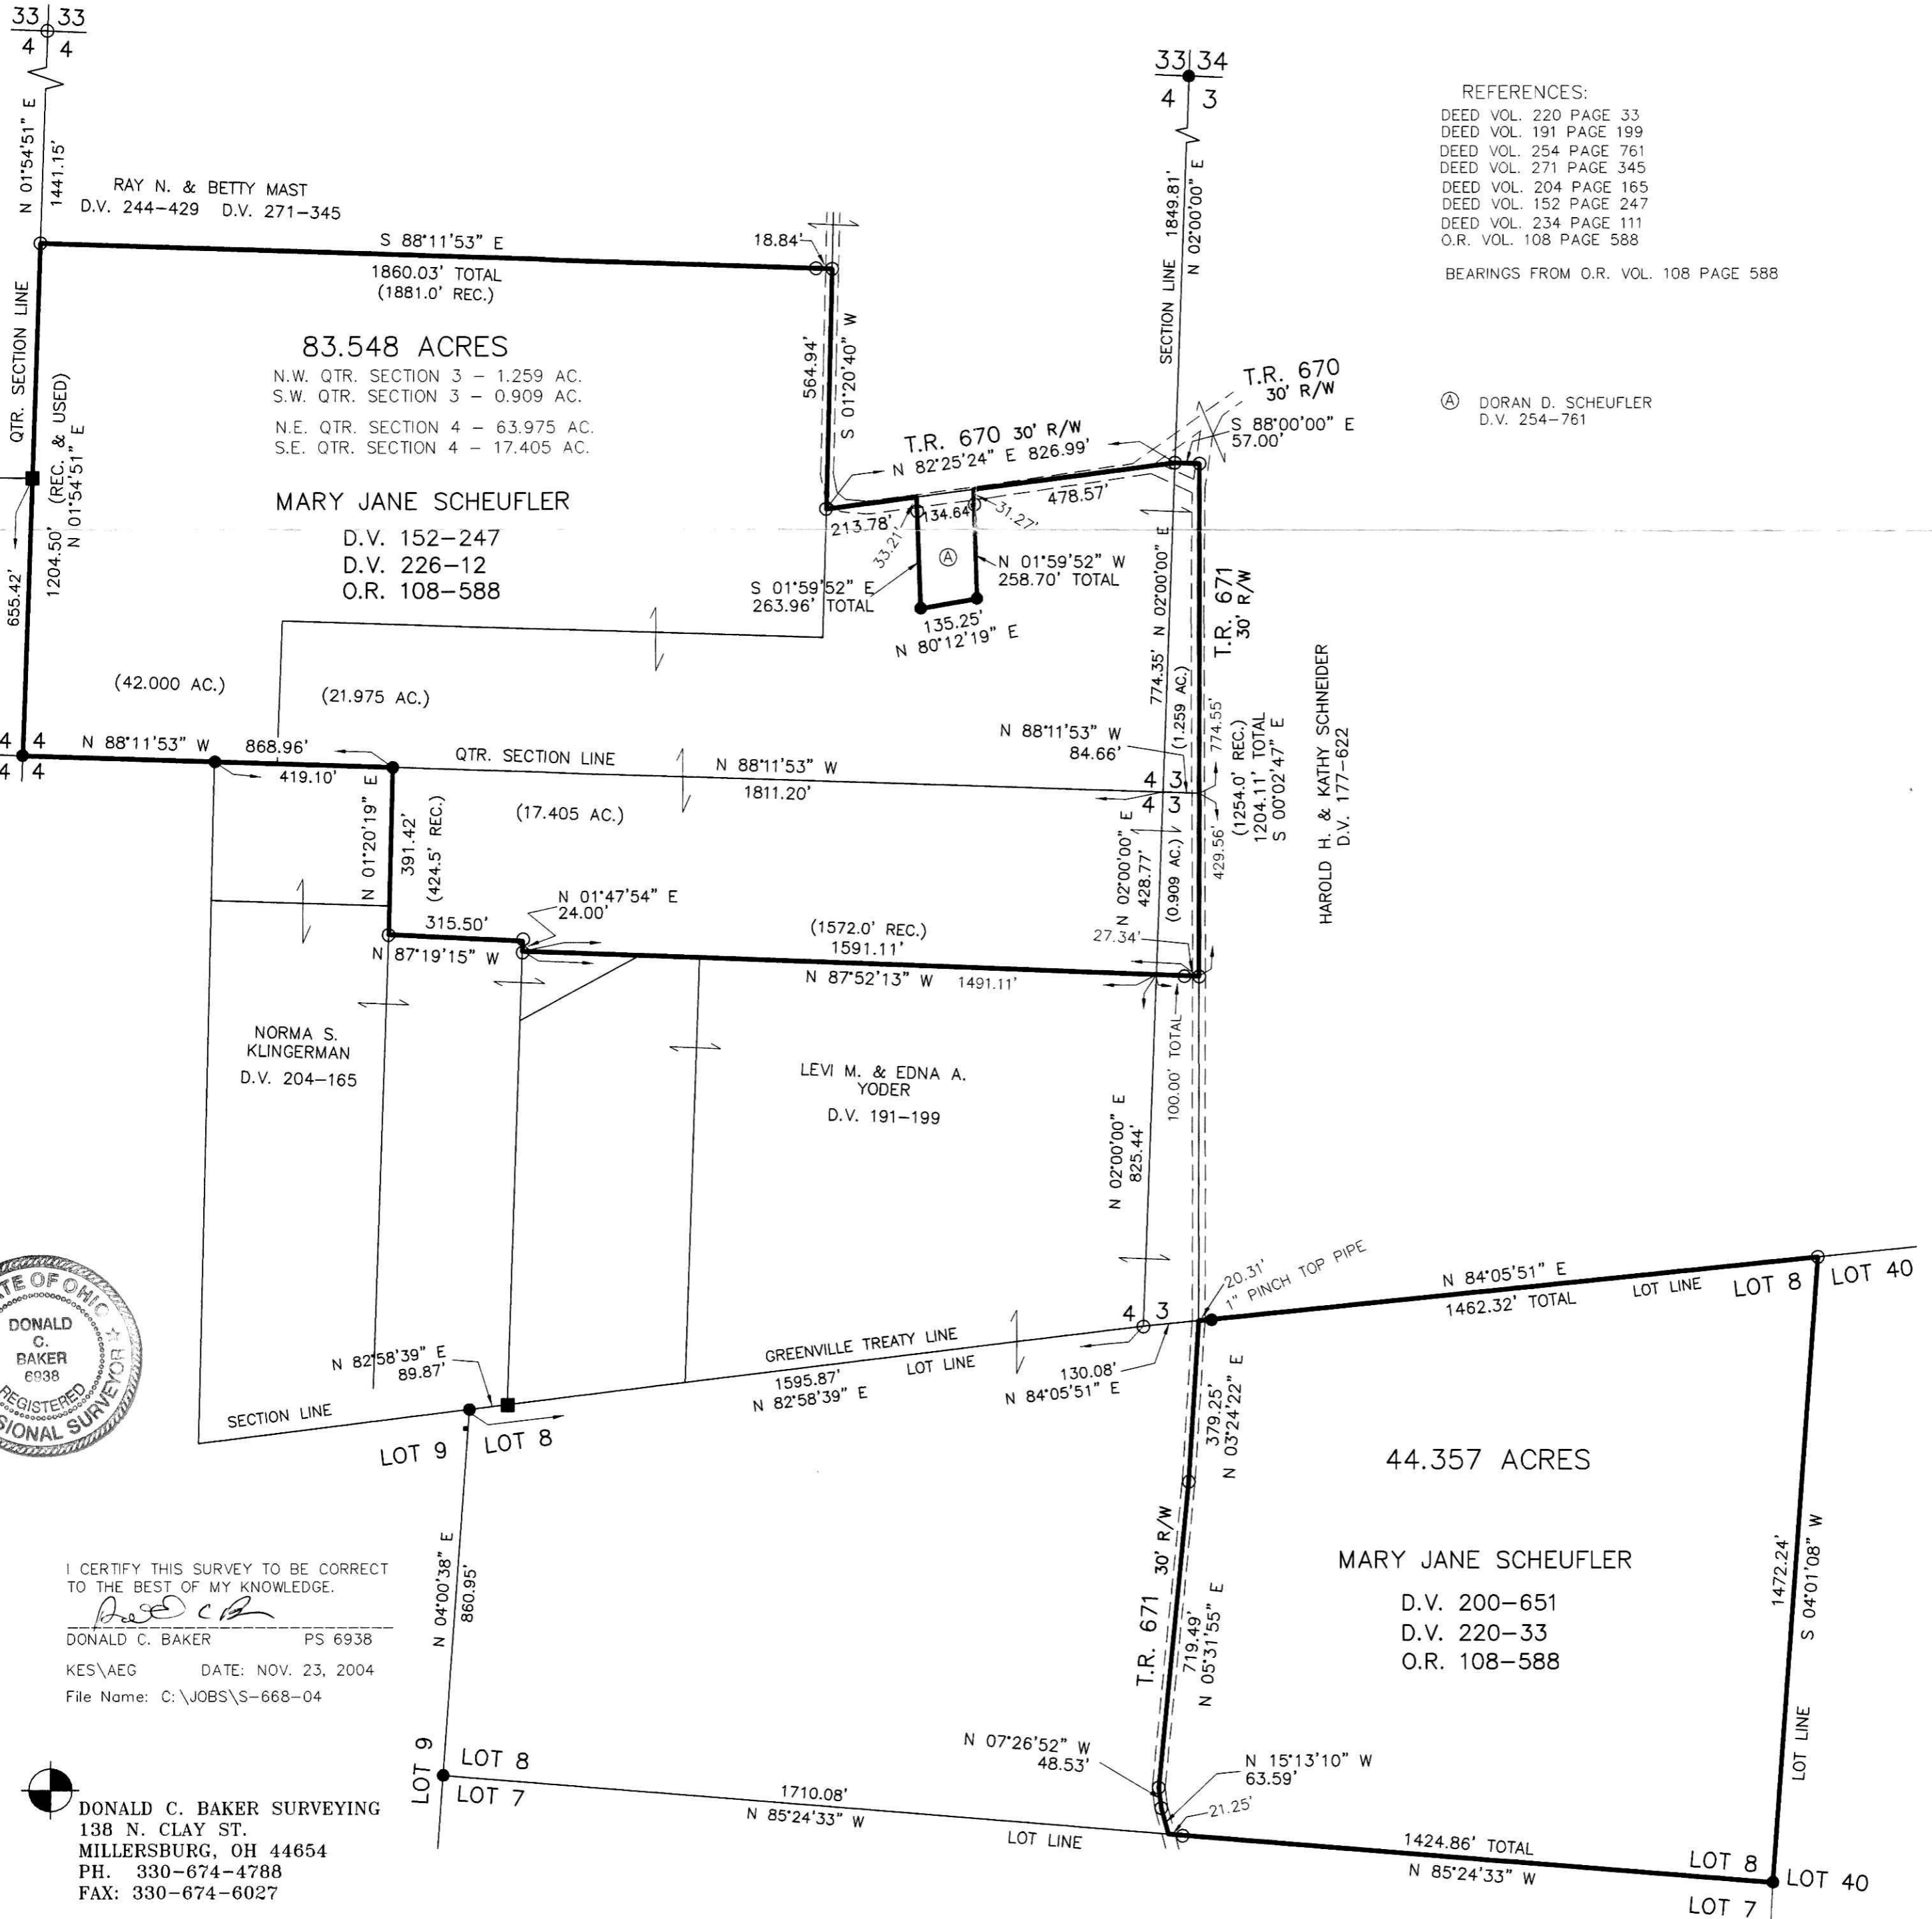 33 33
4 4
N 01°54'51" E
1441.15'
RAY N. & BETTY MAST
D.V. 244-429 D.V. 271-345
S 88°11'53" E
1860.03' TOTAL
(1881.0' REC.)
18.84'
QTR. SECTION LINE
83.548 ACRES
N.W. QTR. SECTION 3 - 1.259 AC.
S.W. QTR. SECTION 3 - 0.909 AC.
N.E. QTR. SECTION 4 - 63.975 AC.
S.E. QTR. SECTION 4 - 17.405 AC.
MARY JANE SCHEUFLER
D.V. 152-247
D.V. 226-12
O.R. 108-588
655.42'
1204.50' (REC. & USED)
N 01°54'51" E
564.94'
S 01°20'40" W
33 34
4 3
SECTION LINE 1849.81'
N 02°00'00" E
REFERENCES:
DEED VOL. 220 PAGE 33
DEED VOL. 191 PAGE 199
DEED VOL. 254 PAGE 761
DEED VOL. 271 PAGE 345
DEED VOL. 204 PAGE 165
DEED VOL. 152 PAGE 247
DEED VOL. 234 PAGE 111
O.R. VOL. 108 PAGE 588
BEARINGS FROM O.R. VOL. 108 PAGE 588
A DORAN D. SCHEUFLER
D.V. 254-761
T.R. 670
30' R/W
S 88°00'00" E
57.00'
T.R. 670 30' R/W
N 82°25'24" E 826.99'
213.78'
134.64'
478.57'
33.21'
31.27'
A
S 01°59'52" E
263.96' TOTAL
N 01°59'52" W
258.70' TOTAL
135.25'
N 80°12'19" E
774.35' N 02°00'00" E
T.R. 671
30' R/W
(1.259 AC.)
774.55'
(1254.0' REC.)
1204.11' TOTAL
S 00°02'47" E
429.56'
HAROLD H. & KATHY SCHNEIDER
D.V. 177-622
(42.000 AC.)
(21.975 AC.)
N 88°11'53" W
84.66'
4 4
4 4
N 88°11'53" W 868.96'
419.10'
QTR. SECTION LINE
N 88°11'53" W
1811.20'
4 3
4 3
N 01°20'19" E
391.42'
(424.5' REC.)
(17.405 AC.)
N 02°00'00" E
428.77'
(0.909 AC.)
N 01°47'54" E
24.00'
315.50'
N 87°19'15" W
(1572.0' REC.)
1591.11'
N 87°52'13" W 1491.11'
27.34'
100.00' TOTAL
NORMA S.
KLINGERMAN
D.V. 204-165
LEVI M. & EDNA A.
YODER
D.V. 191-199
N 02°00'00" E
825.44'
20.31'
1" PINCH TOP PIPE
N 84°05'51" E
1462.32' TOTAL
LOT LINE
LOT 8
LOT 40
4 3
GREENVILLE TREATY LINE
LOT LINE
1595.87'
N 82°58'39" E
130.08'
N 84°05'51" E
N 82°58'39" E
89.87'
SECTION LINE
LOT 9
LOT 8
379.25'
N 03°24'22" E
44.357 ACRES
MARY JANE SCHEUFLER
D.V. 200-651
D.V. 220-33
O.R. 108-588
1472.24'
S 04°01'08" W
LOT LINE
T.R. 671 30' R/W
719.49'
N 05°31'55" E
N 04°00'38" E
860.95'
DONALD
C.
BAKER
6938
REGISTERED
I CERTIFY THIS SURVEY TO BE CORRECT
TO THE BEST OF MY KNOWLEDGE.
DONALD C. BAKER PS 6938
KES\AEG DATE: NOV. 23, 2004
File Name: C:\JOBS\S-668-04
DONALD C. BAKER SURVEYING
138 N. CLAY ST.
MILLERSBURG, OH 44654
PH. 330-674-4788
FAX: 330-674-6027
LOT 9
LOT 8
LOT 7
1710.08'
N 85°24'33" W
LOT LINE
N 07°26'52" W
48.53'
N 15°13'10" W
63.59'
21.25'
1424.86' TOTAL
N 85°24'33" W
LOT 8
LOT 40
LOT 7